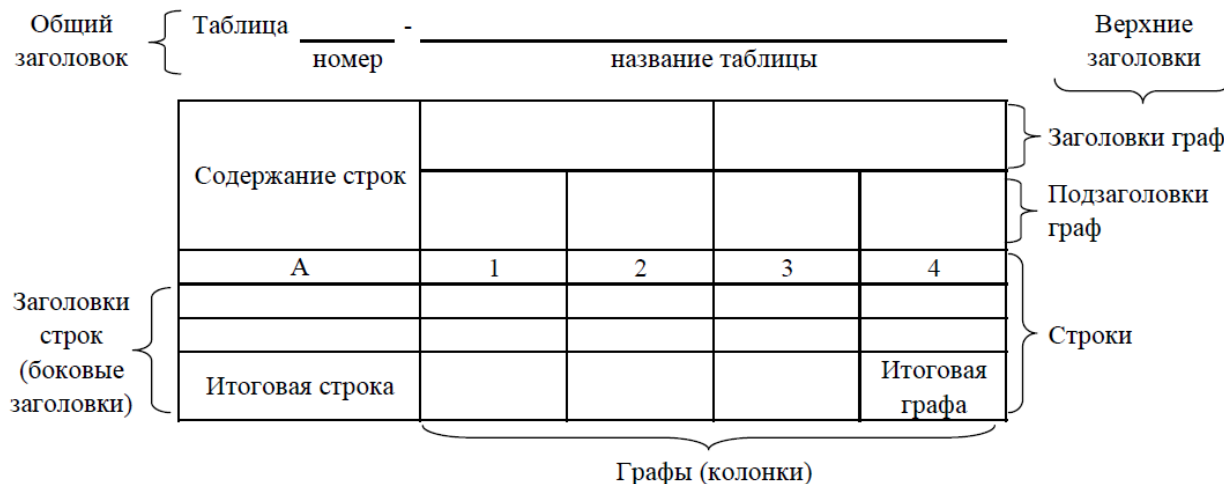 Общий
заголовок
Таблица -
номер
название таблицы
Верхние
заголовки
Содержание строк
Заголовки граф
Подзаголовки
граф
А 1 2 3 4
Заголовки
строк
(боковые
заголовки)
Строки
Итоговая строка
Итоговая
графа
Графы (колонки)